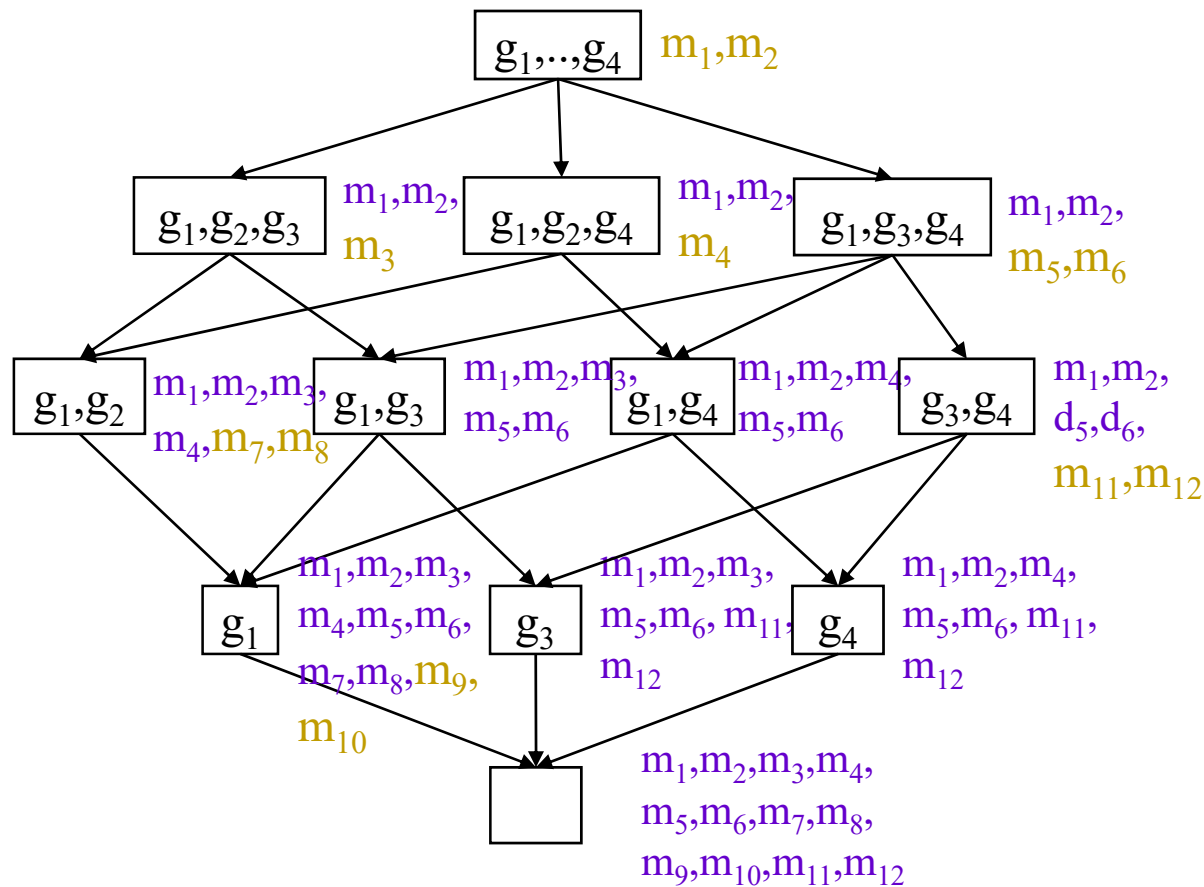 g₁,..,g₄ m₁,m₂
g₁,g₂,g₃ m₁,m₂,
m₃
g₁,g₂,g₄ m₁,m₂,
m₄
g₁,g₃,g₄ m₁,m₂,
m₅,m₆
g₁,g₂ m₁,m₂,m₃,
m₄,m₇,m₈
g₁,g₃ m₁,m₂,m₃,
m₅,m₆
g₁,g₄ m₁,m₂,m₄,
m₅,m₆
g₃,g₄ m₁,m₂,
d₅,d₆,
m₁₁,m₁₂
g₁ m₁,m₂,m₃,
m₄,m₅,m₆,
m₇,m₈,m₉,
m₁₀
g₃ m₁,m₂,m₃,
m₅,m₆, m₁₁,
m₁₂
g₄ m₁,m₂,m₄,
m₅,m₆, m₁₁,
m₁₂
m₁,m₂,m₃,m₄,
m₅,m₆,m₇,m₈,
m₉,m₁₀,m₁₁,m₁₂